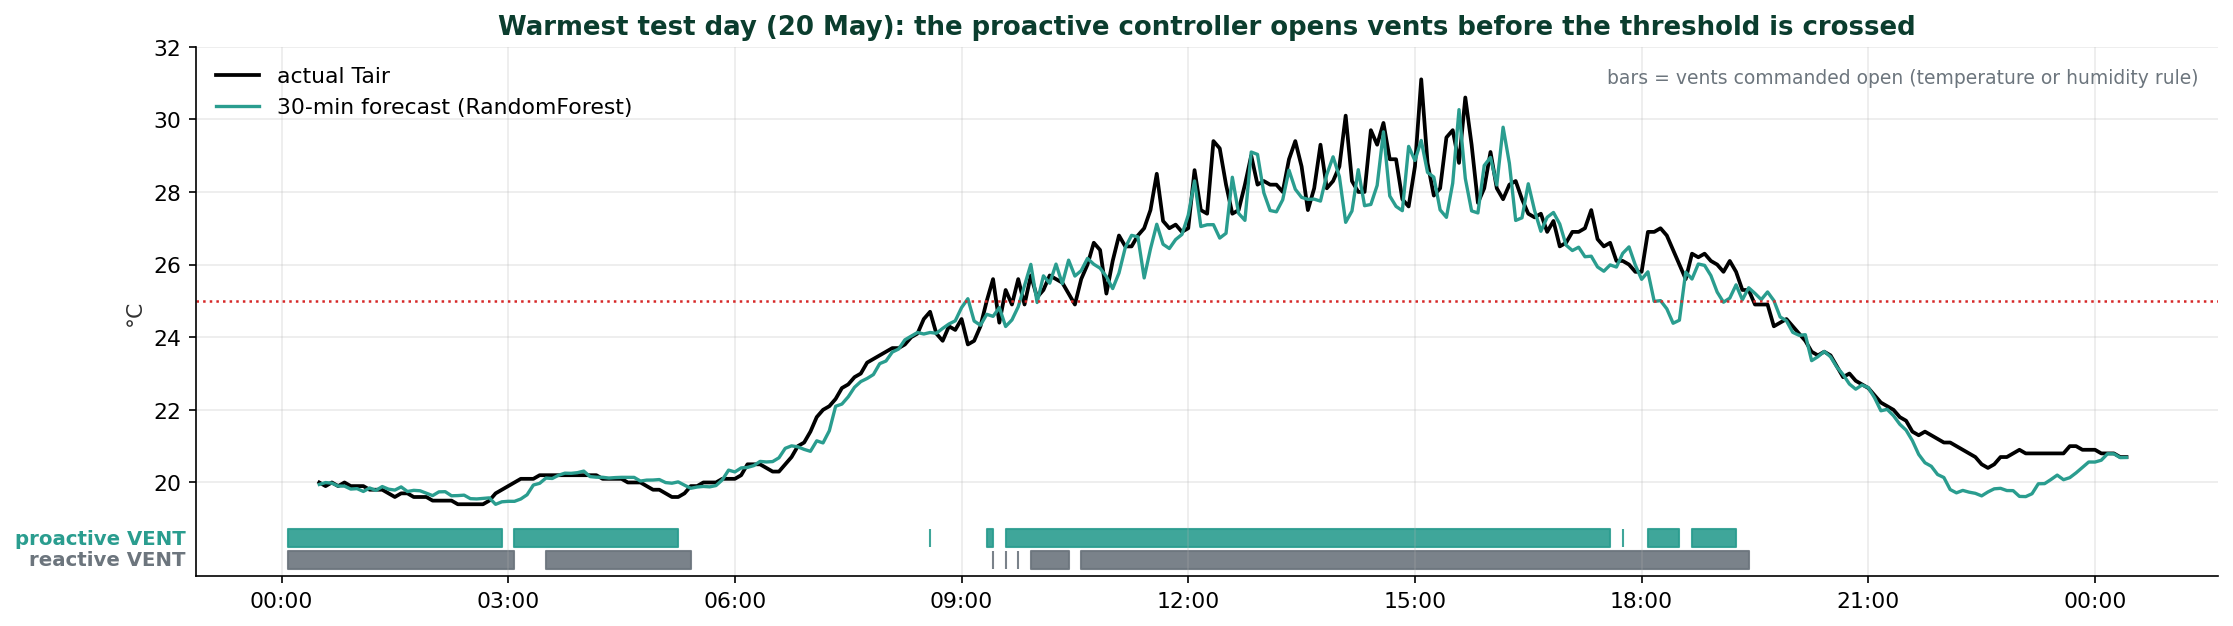 Warmest test day (20 May): the proactive controller opens vents before the threshold is crossed
actual Tair
30-min forecast (RandomForest)
bars = vents commanded open (temperature or humidity rule)
°C
32
30
28
26
24
22
20
proactive VENT
reactive VENT
00:00 03:00 06:00 09:00 12:00 15:00 18:00 21:00 00:00